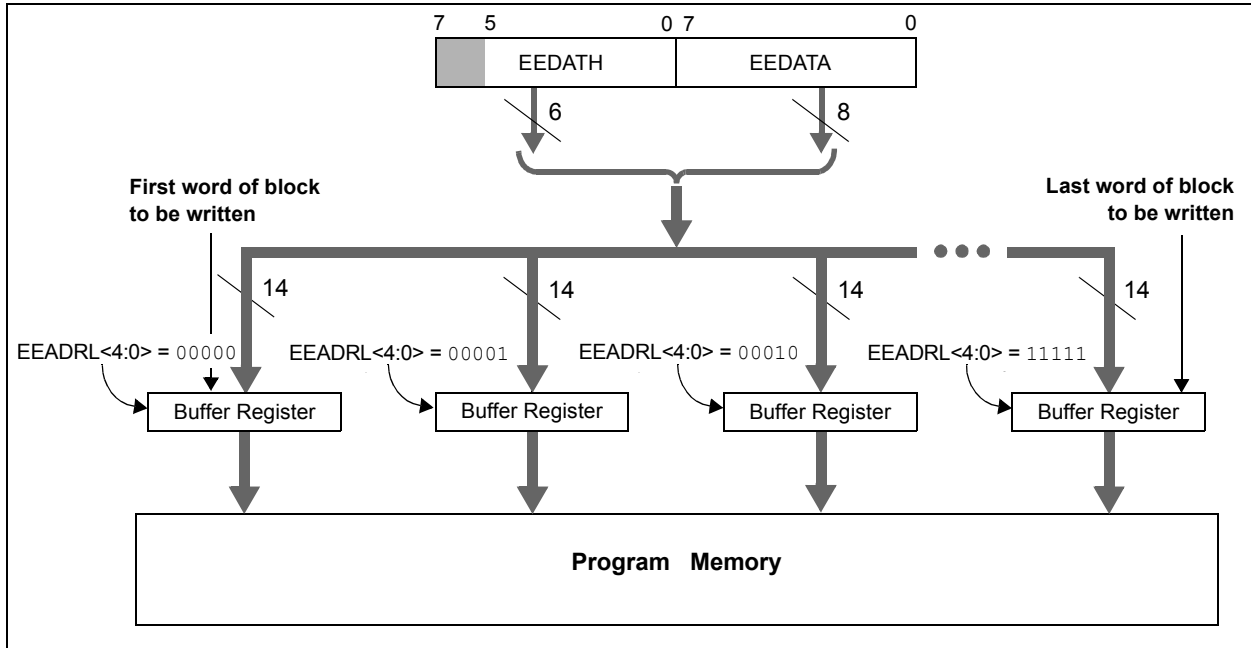 7 5 0 7 0
EEDATH EEDATA
6 8
First word of block
to be written
Last word of block
to be written
14 14 14 14
EEADRL<4:0> = 00000 EEADRL<4:0> = 00001 EEADRL<4:0> = 00010 EEADRL<4:0> = 11111
Buffer Register Buffer Register Buffer Register Buffer Register
Program Memory